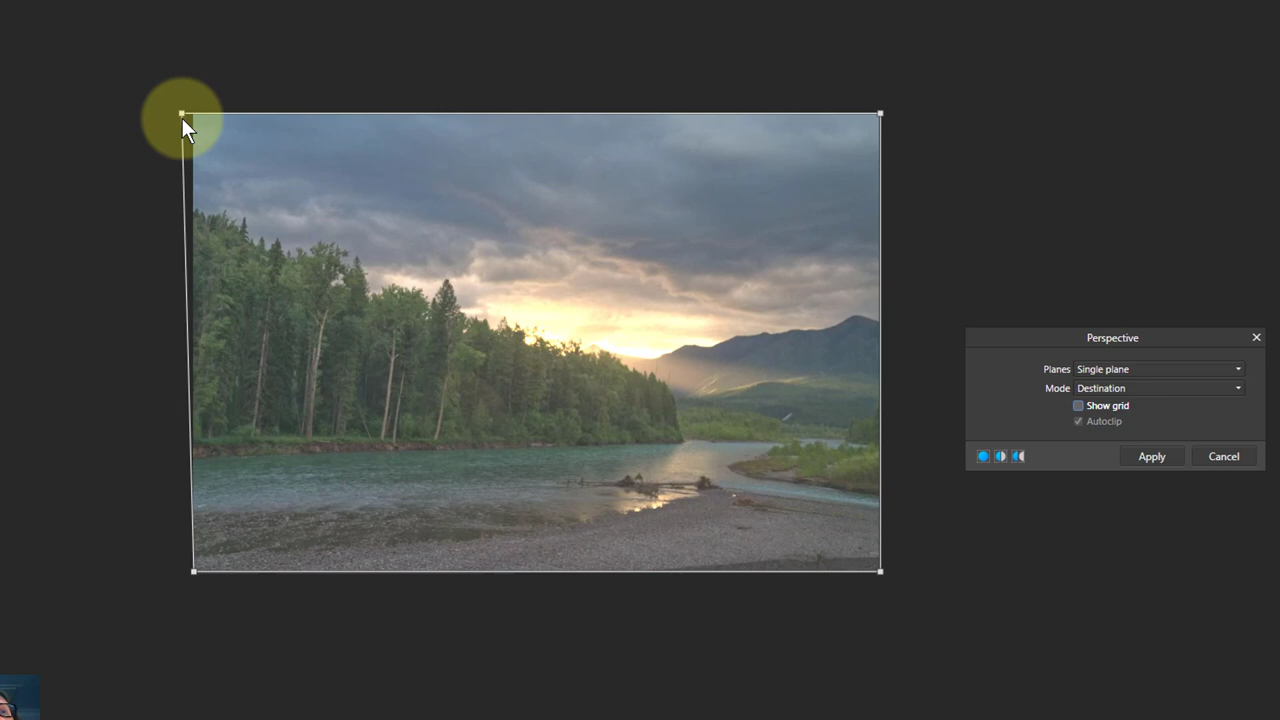 Perspective
Planes Single plane
Mode Destination
Show grid
Autoclip
Apply Cancel